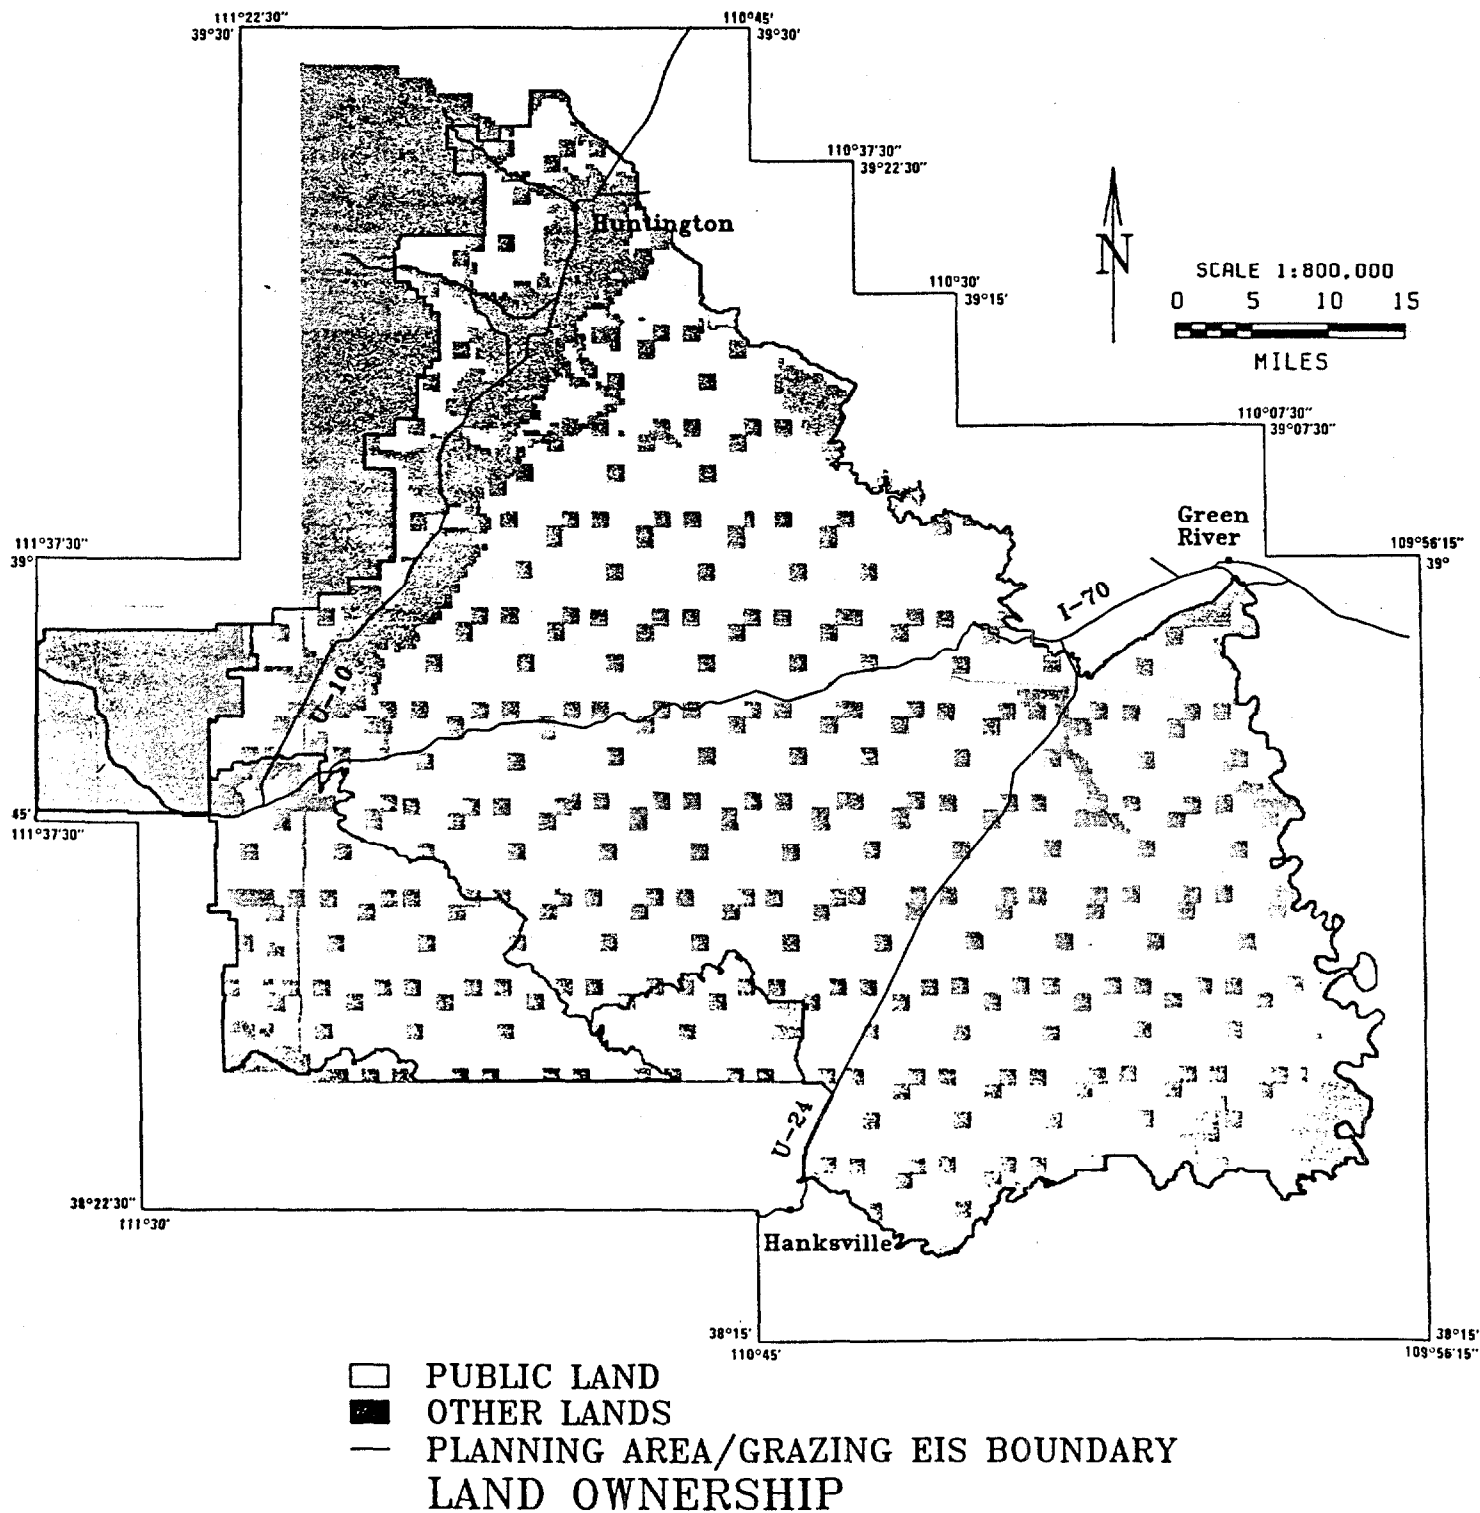 111°22'30"
110°45'
39°30'
39°30'
110°37'30"
39°22'30"
Huntington
N
SCALE 1:800,000
0 5 10 15
MILES
110°30'
39°15'
110°07'30"
39°07'30"
Green
River
111°37'30"
39°
109°56'15"
39°
I-70
U-10
45'
111°37'30"
U-24
38°22'30"
111°30'
Hanksville
38°15'
110°45'
38°15'
109°56'15"
PUBLIC LAND
OTHER LANDS
PLANNING AREA/GRAZING EIS BOUNDARY
LAND OWNERSHIP